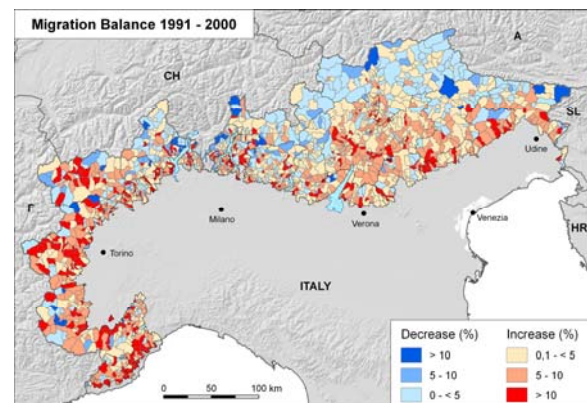 Migration Balance 1991 - 2000
A
CH
SL
Udine
F
Milano
Verona
Venezia
HR
Torino
ITALY
Decrease (%)
> 10
5 - 10
0 - < 5
Increase (%)
0,1 - < 5
5 - 10
> 10
0 50 100 km